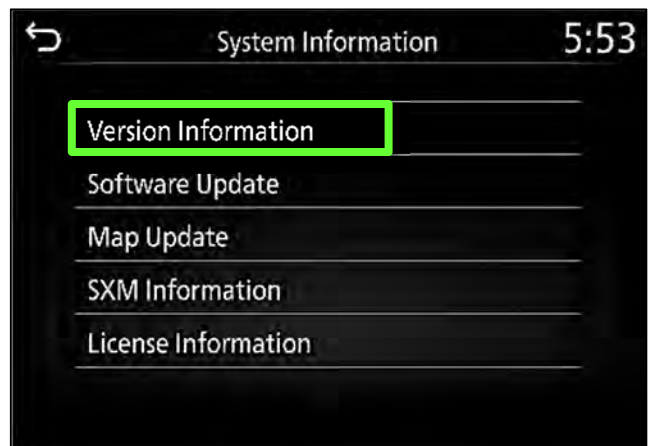 System Information 5:53
Version Information
Software Update
Map Update
SXM Information
License Information